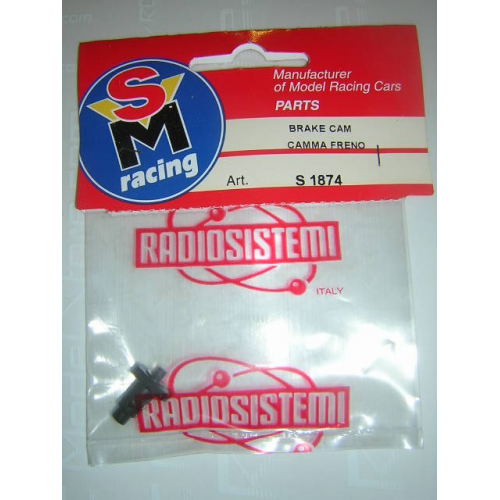 SM
racing
Manufacturer
of Model Racing Cars
PARTS
BRAKE CAM
CAMMA FRENO
Art. S 1874
RADIOSISTEMI
ITALY
RADIOSISTEMI